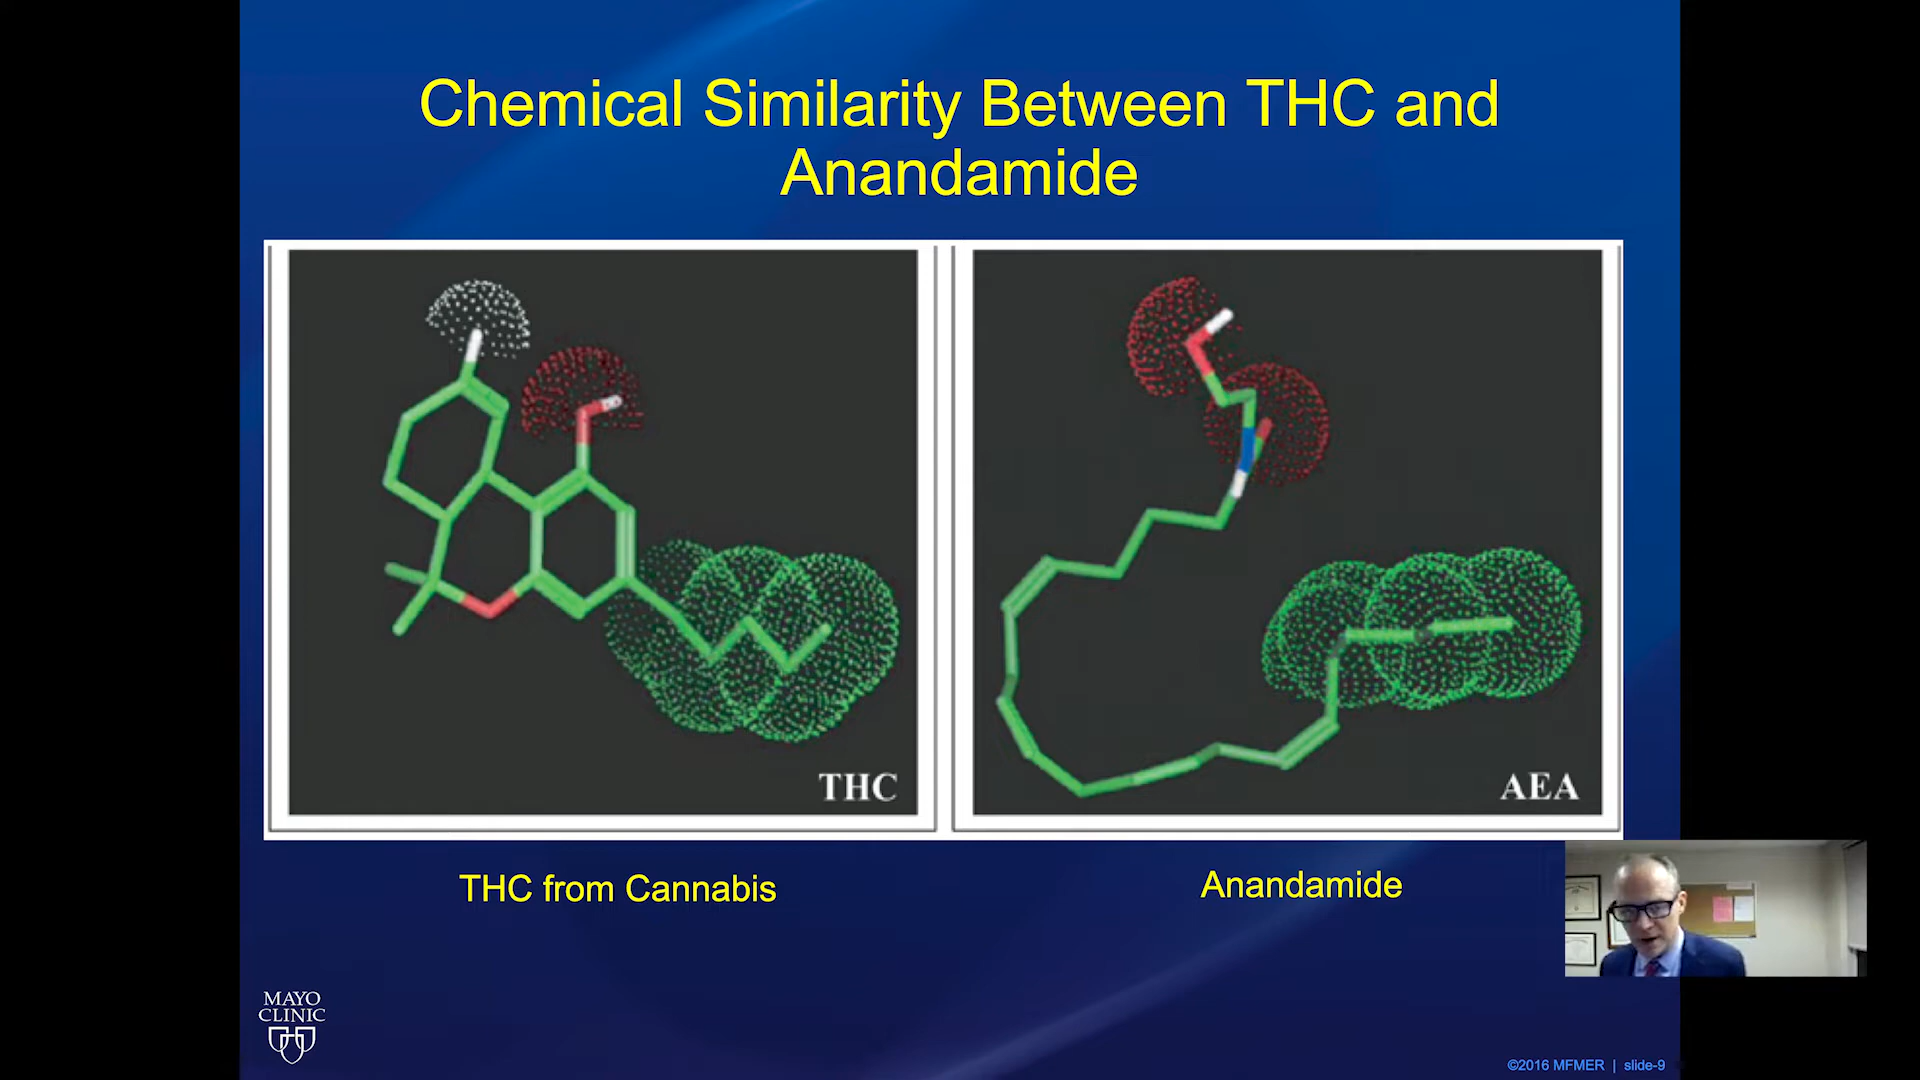 Chemical Similarity Between THC and
Anandamide
THC
AEA
THC from Cannabis
Anandamide
MAYO
CLINIC
©2016 MFMER | slide-9